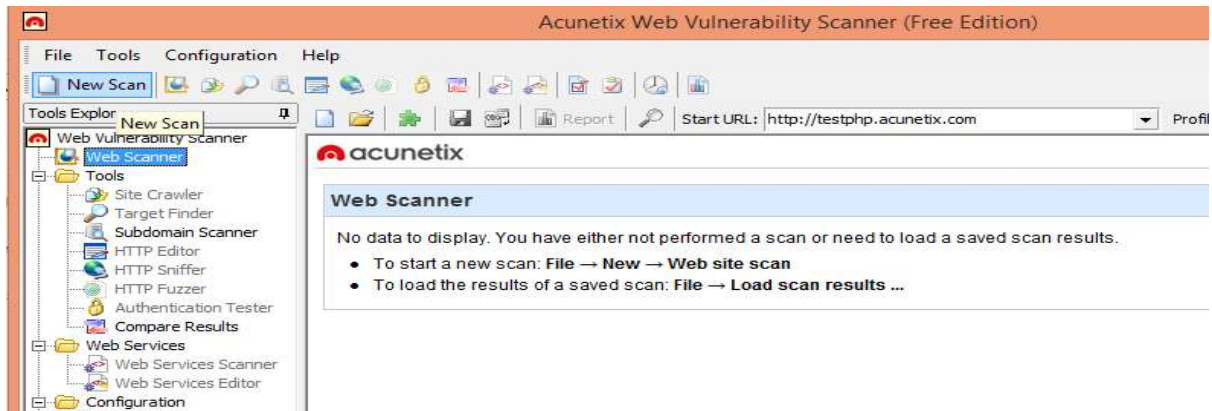 Acunetix Web Vulnerability Scanner (Free Edition)
File Tools Configuration Help
New Scan
Tools Explor
New Scan
Report
Start URL: http://testphp.acunetix.com
Profil
Web Vulnerability Scanner
Web Scanner
Tools
Site Crawler
Target Finder
Subdomain Scanner
HTTP Editor
HTTP Sniffer
HTTP Fuzzer
Authentication Tester
Compare Results
Web Services
Web Services Scanner
Web Services Editor
Configuration
acunetix
Web Scanner
No data to display. You have either not performed a scan or need to load a saved scan results.
• To start a new scan: File → New → Web site scan
• To load the results of a saved scan: File → Load scan results ...